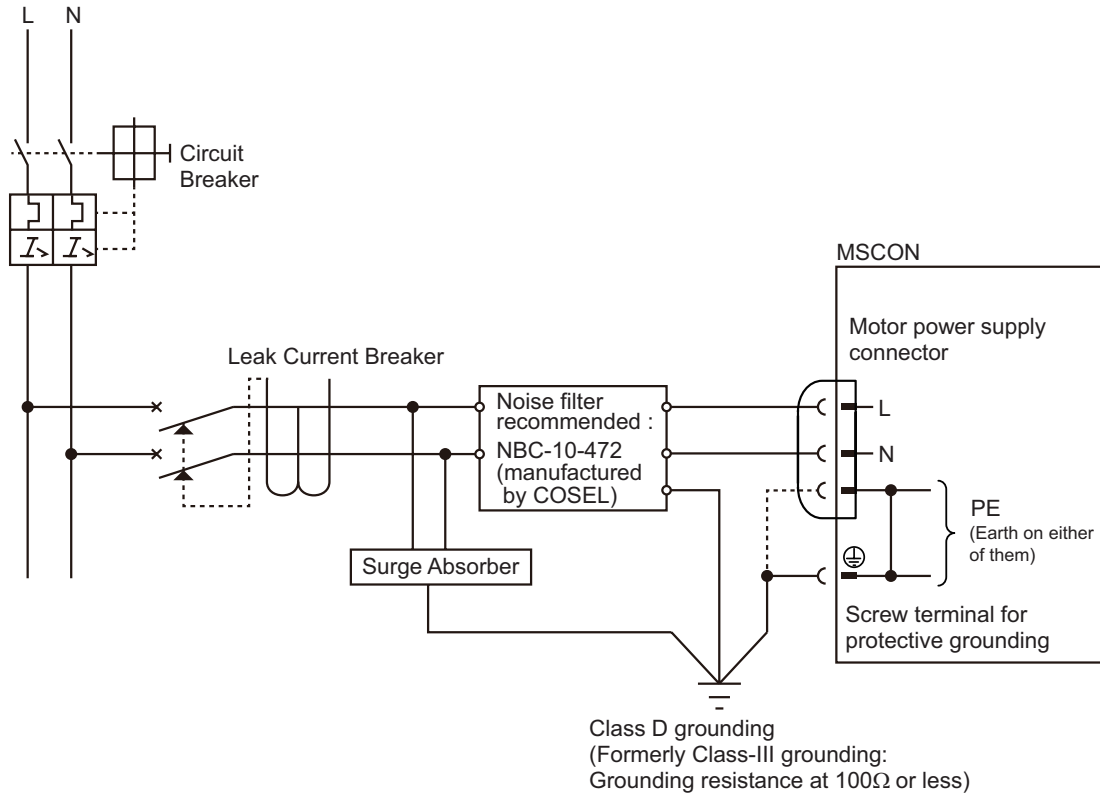 L N
Circuit
Breaker
MSCON
Motor power supply
connector
Leak Current Breaker
Noise filter
recommended :
NBC-10-472
(manufactured
by COSEL)
L
N
PE
(Earth on either
of them)
Surge Absorber
Screw terminal for
protective grounding
Class D grounding
(Formerly Class-III grounding:
Grounding resistance at 100Ω or less)